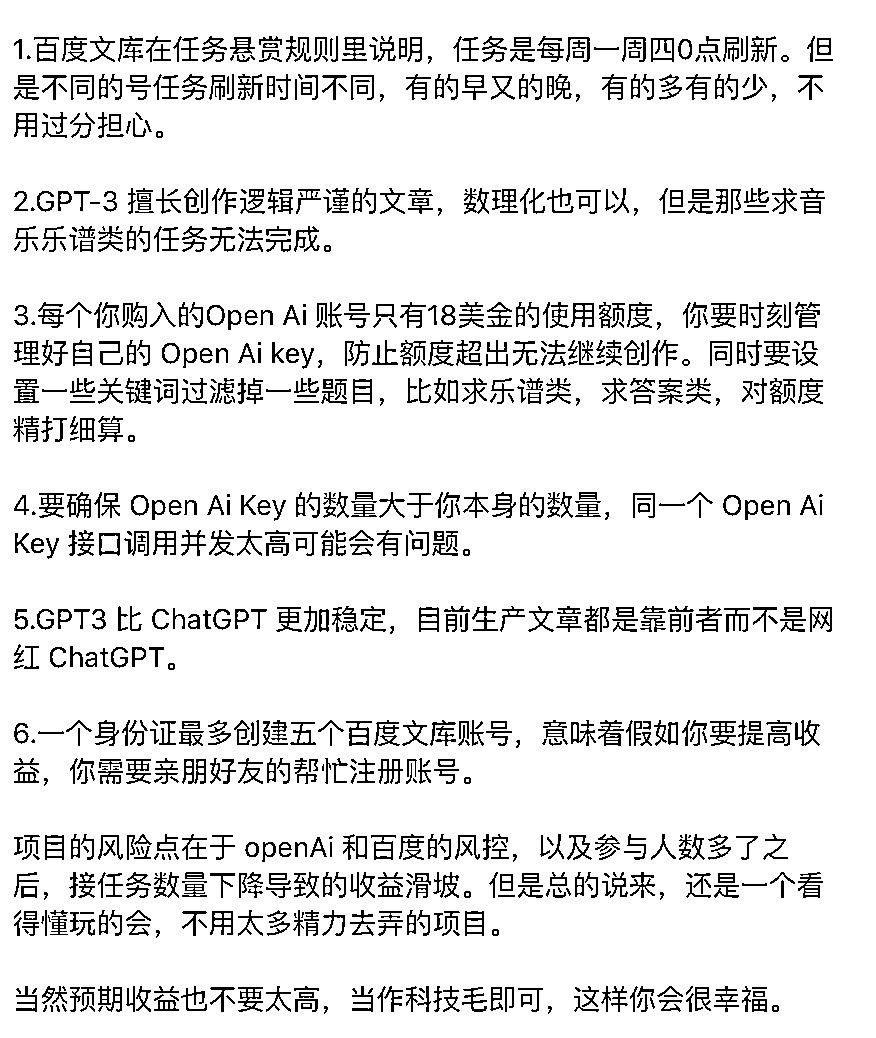 1.百度文库在任务悬赏规则里说明，任务是每周一周四0点刷新。但
是不同的号任务刷新时间不同，有的早又的晚，有的多有的少，不
用过分担心。
2.GPT-3 擅长创作逻辑严谨的文章，数理化也可以，但是那些求音
乐乐谱类的任务无法完成。
3.每个你购入的Open Ai 账号只有18美金的使用额度，你要时刻管
理好自己的 Open Ai key，防止额度超出无法继续创作。同时要设
置一些关键词过滤掉一些题目，比如求乐谱类，求答案类，对额度
精打细算。
4.要确保 Open Ai Key 的数量大于你本身的数量，同一个 Open Ai
Key 接口调用并发太高可能会有问题。
5.GPT3 比 ChatGPT 更加稳定，目前生产文章都是靠前者而不是网
红 ChatGPT。
6.一个身份证最多创建五个百度文库账号，意味着假如你要提高收
益，你需要亲朋好友的帮忙注册账号。
项目的风险点在于 openAi 和百度的风控，以及参与人数多了之
后，接任务数量下降导致的收益滑坡。但是总的说来，还是一个看
得懂玩的会，不用太多精力去弄的项目。
当然预期收益也不要太高，当作科技毛即可，这样你会很幸福。